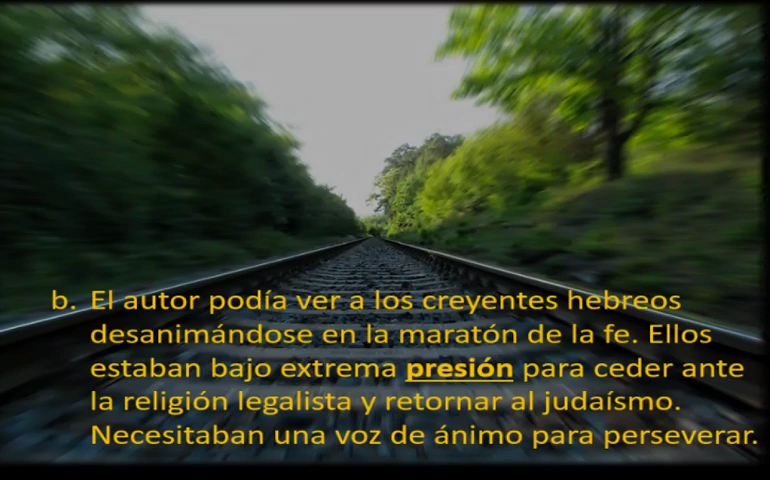 b. El autor podía ver a los creyentes hebreos
desanimándose en la maratón de la fe. Ellos
estaban bajo extrema presión para ceder ante
la religión legalista y retornar al judaísmo.
Necesitaban una voz de ánimo para perseverar.